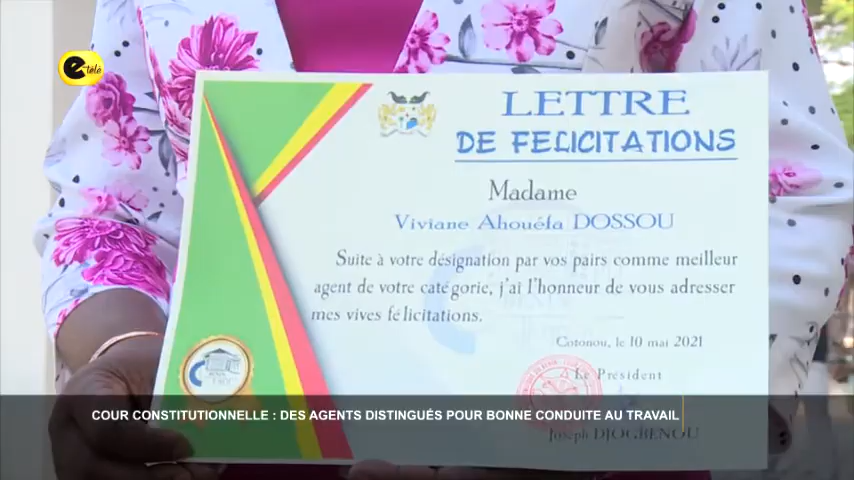 e
télé
LETTRE
DE FELICITATIONS
Madame
Viviane Ahouéfa DOSSOU
Suite à votre désignation par vos pairs comme meilleur
agent de votre catégorie, j'ai l'honneur de vous adresser
mes vives félicitations.
Cotonou, le 10 mai 2021
Le Président
COUR CONSTITUTIONNELLE : DES AGENTS DISTINGUÉS POUR BONNE CONDUITE AU TRAVAIL
Joseph DJOGBENOU